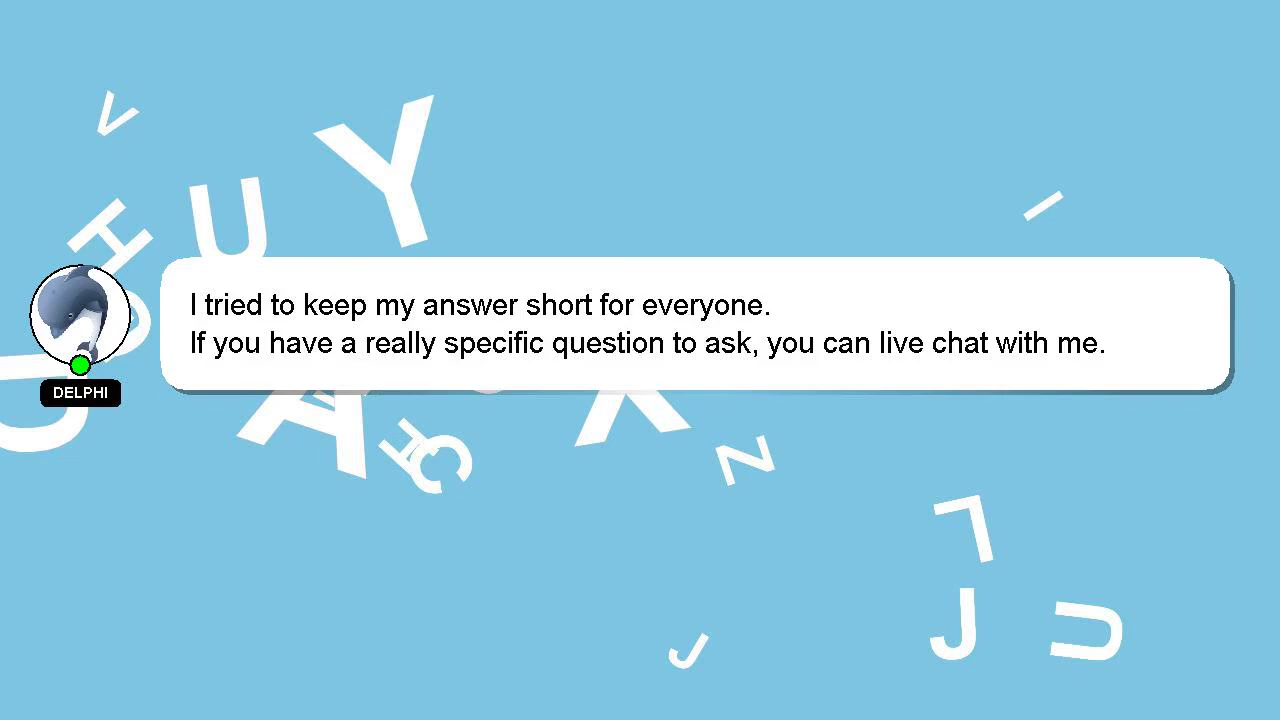 V
Y
U
H
I
I tried to keep my answer short for everyone.
If you have a really specific question to ask, you can live chat with me.
DELPHI
A
X
H
C
N
L
J
U
J